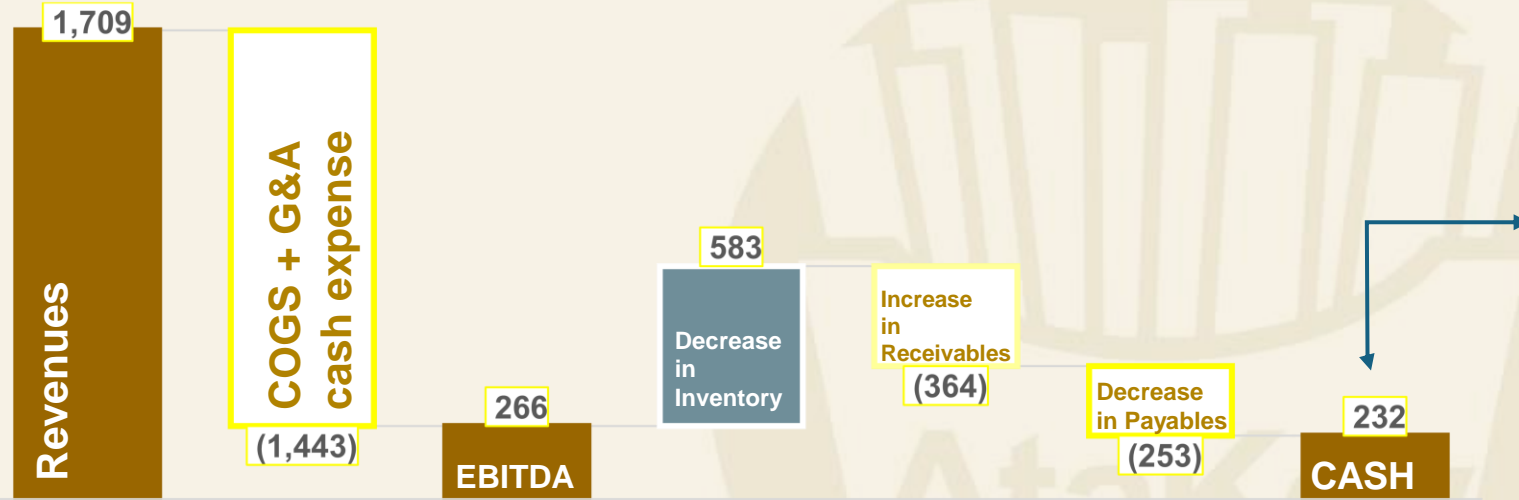 1,709
Revenues
COGS + G&A
cash expense
(1,443)
266
EBITDA
583
Decrease
in
Inventory
Increase
in
Receivables
(364)
Decrease
in Payables
(253)
232
CASH